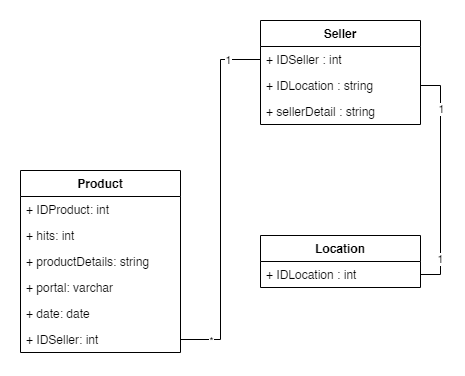 Seller
+ IDSeller : int
+ IDLocation : string
+ sellerDetail : string
1
1
Product
+ IDProduct: int
+ hits: int
+ productDetails: string
+ portal: varchar
+ date: date
+ IDSeller: int
*
Location
+ IDLocation : int
1